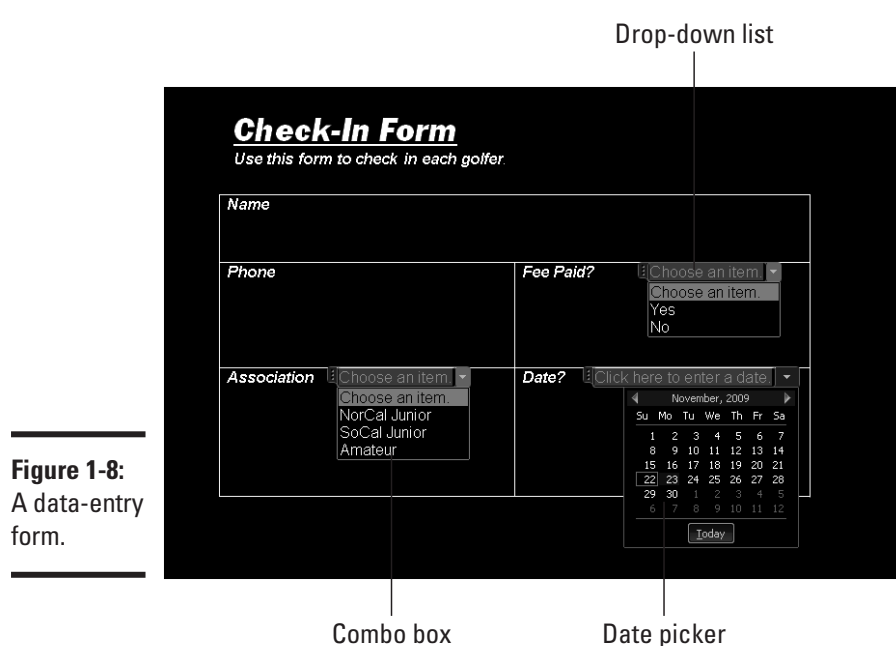 Drop-down list
Check-In Form
Use this form to check in each golfer.
Name
Phone
Fee Paid?
Choose an item.
Choose an item.
Yes
No
Association
Choose an item.
Choose an item.
NorCal Junior
SoCal Junior
Amateur
Date?
Click here to enter a date.
November, 2009
Su Mo Tu We Th Fr Sa
1 2 3 4 5 6 7
8 9 10 11 12 13 14
15 16 17 18 19 20 21
22 23 24 25 26 27 28
29 30 1 2 3 4 5
6 7 8 9 10 11 12
Today
Figure 1-8:
A data-entry
form.
Combo box
Date picker